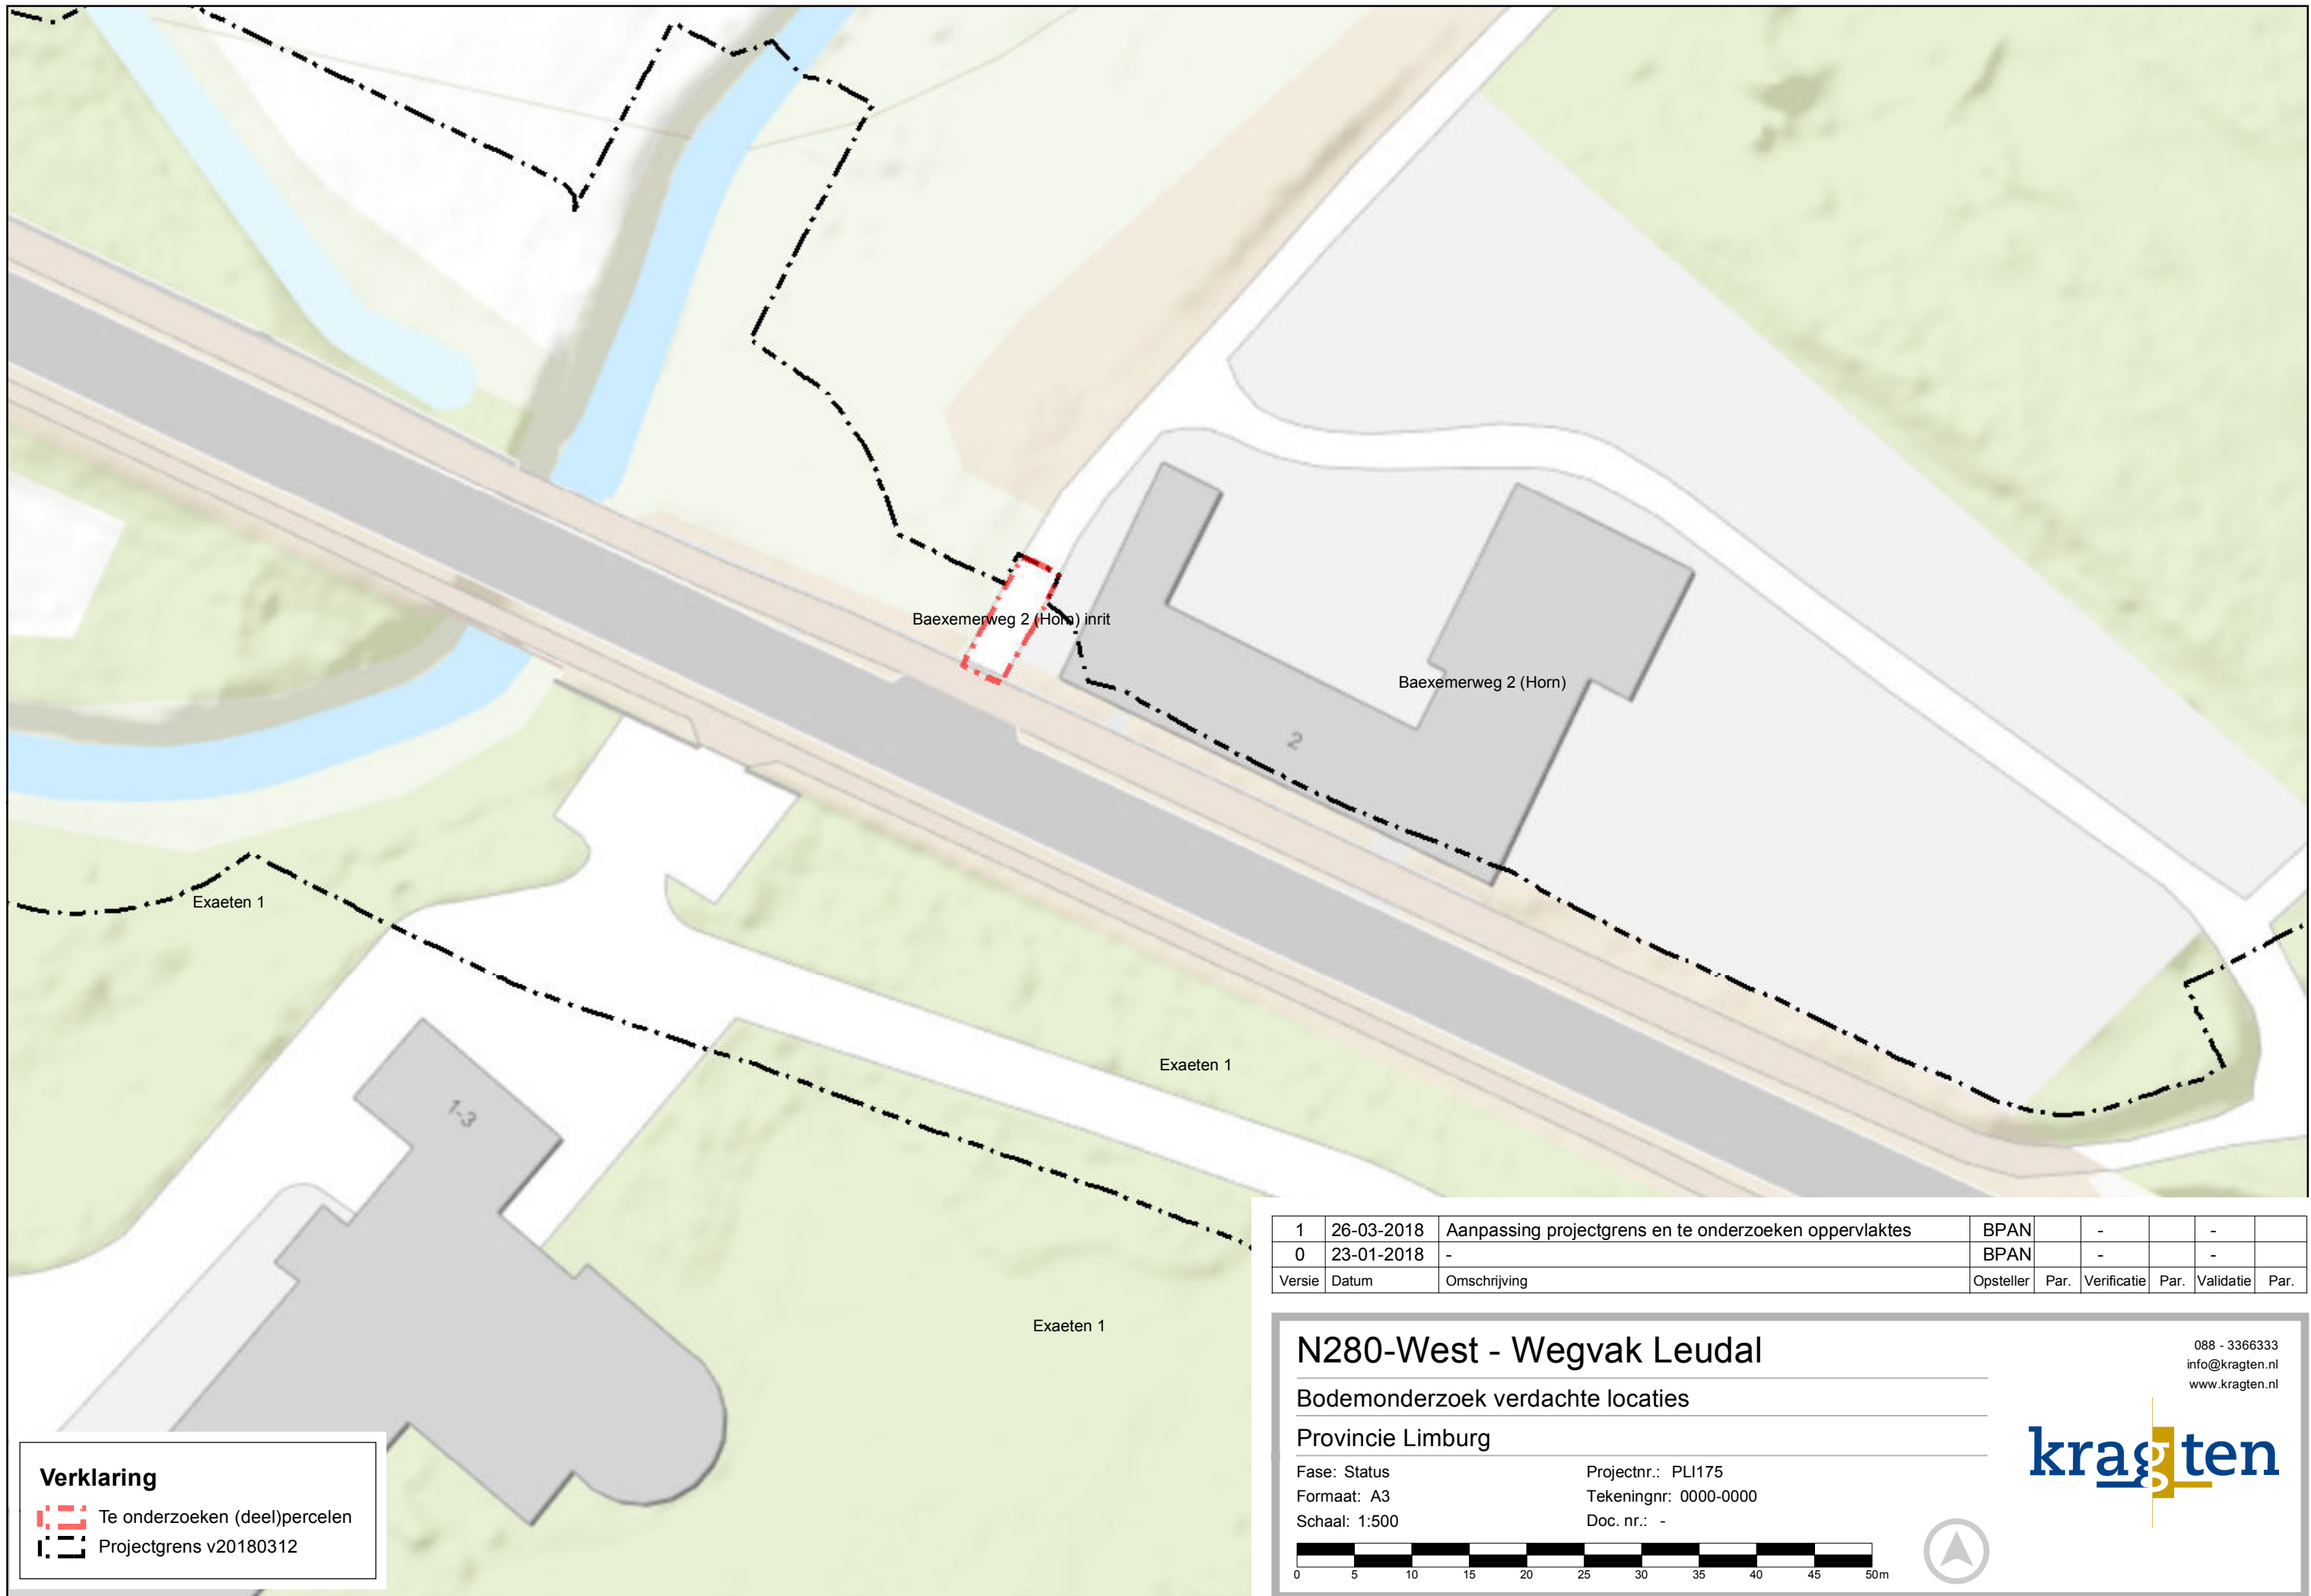 Baexemerweg 2 (Horn) inrit
Baexemerweg 2 (Horn)
2
Exaeten 1
Exaeten 1
1-3
Exaeten 1
Verklaring
Te onderzoeken (deel)percelen
Projectgrens v20180312
1 26-03-2018 Aanpassing projectgrens en te onderzoeken oppervlaktes BPAN - -
0 23-01-2018 - BPAN - -
Versie Datum Omschrijving Opsteller Par. Verificatie Par. Validatie Par.
N280-West - Wegvak Leudal
Bodemonderzoek verdachte locaties
Provincie Limburg
Fase: Status
Projectnr.: PLI175
Formaat: A3
Tekeningnr: 0000-0000
Schaal: 1:500
Doc. nr.: -
0 5 10 15 20 25 30 35 40 45 50m
088 - 3366333
info@kragten.nl
www.kragten.nl
kragten